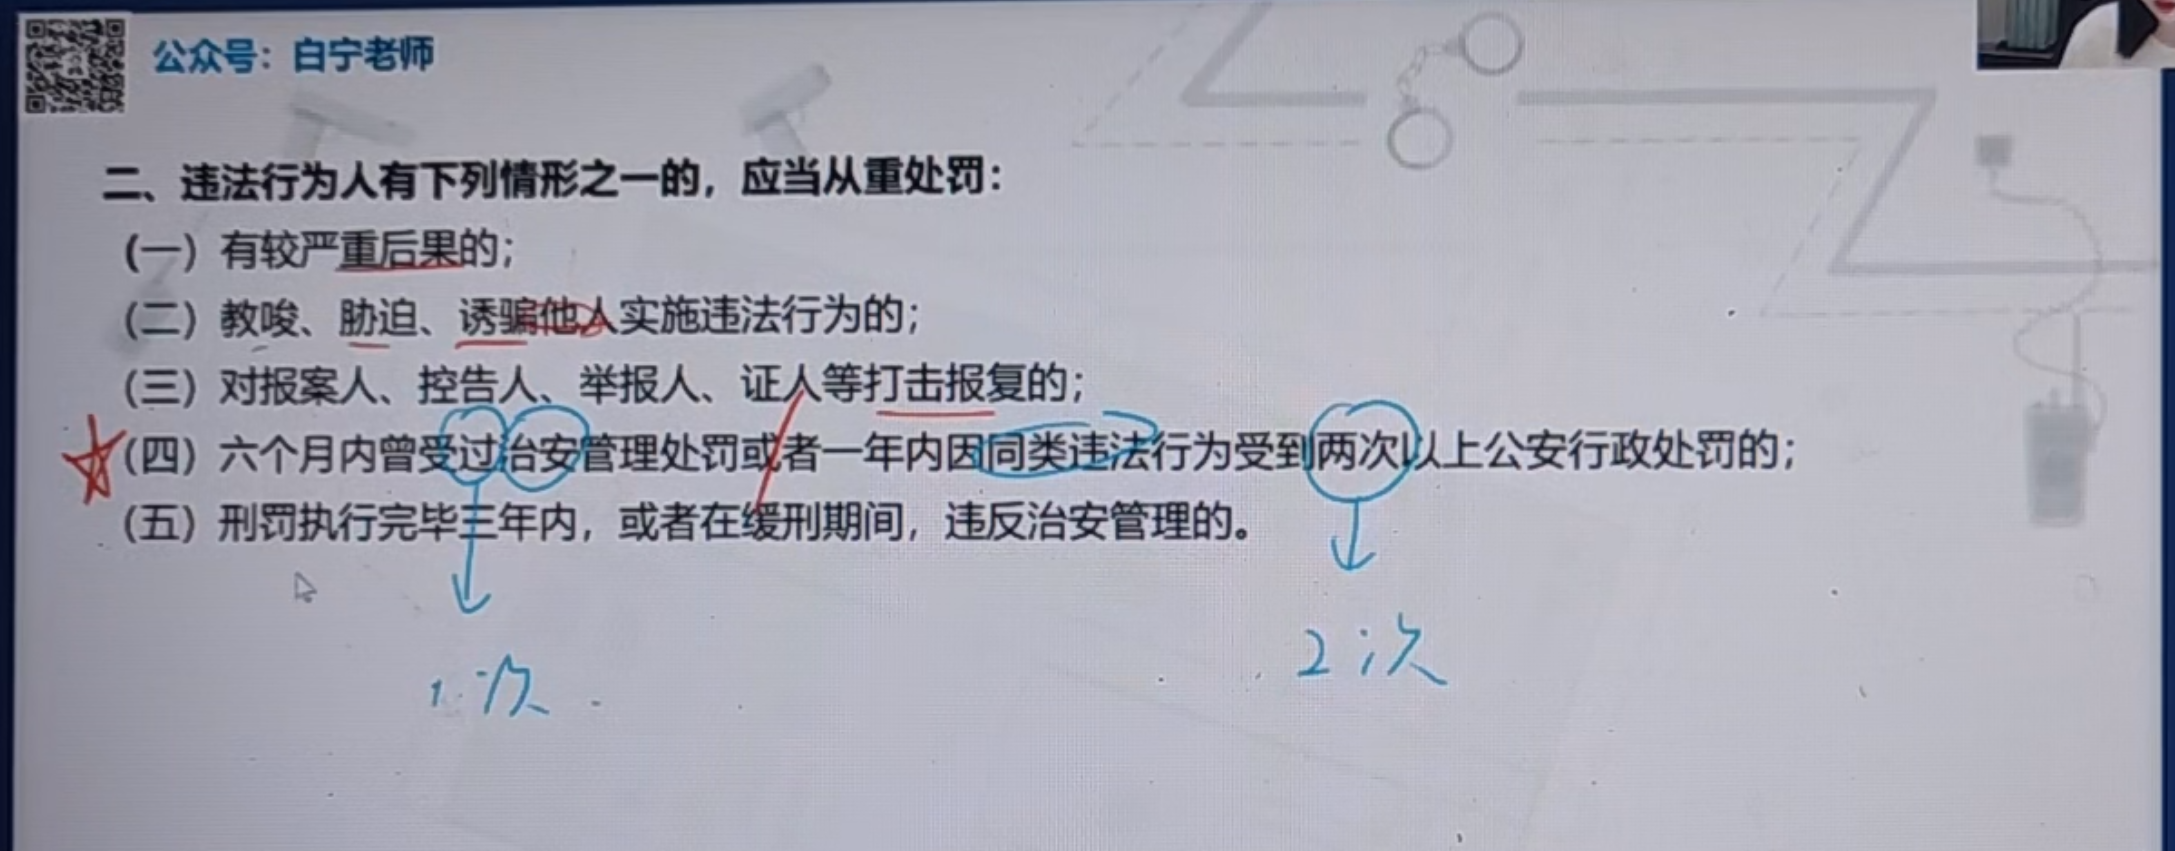 公众号：白宁老师
二、违法行为人有下列情形之一的，应当从重处罚：
（一）有较严重后果的；
（二）教唆、胁迫、诱骗他人实施违法行为的；
（三）对报案人、控告人、举报人、证人等打击报复的；
（四）六个月内曾受过治安管理处罚或者一年内因同类违法行为受到两次以上公安行政处罚的；
（五）刑罚执行完毕三年内，或者在缓刑期间，违反治安管理的。
1次
2次